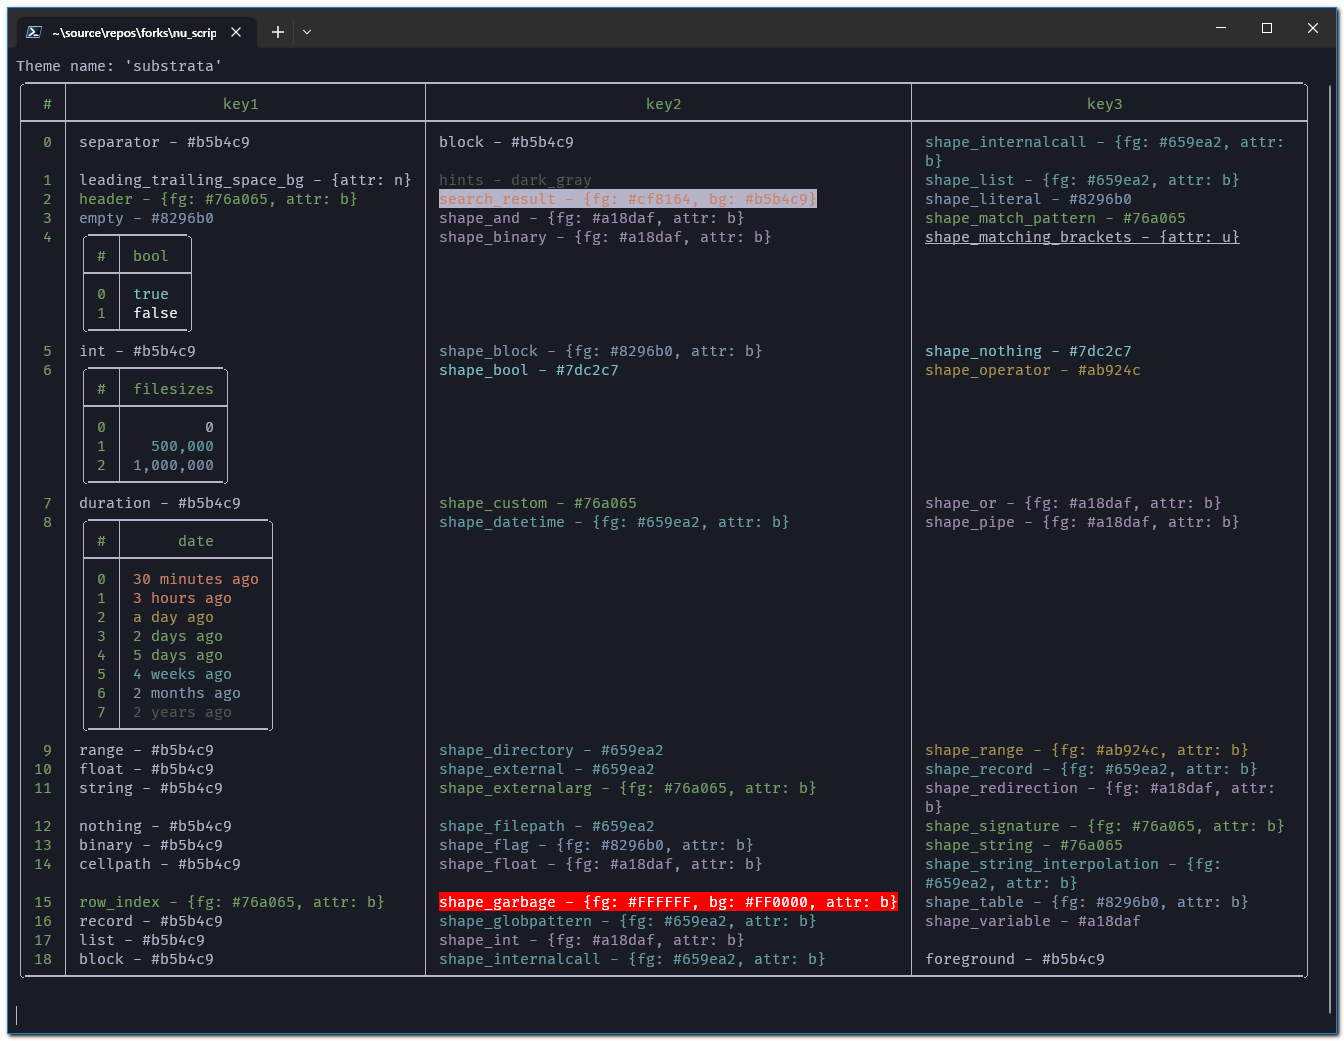 ~\source\repos\forks\nu_scrip
Theme name: 'substrata'
# key1 key2 key3
0 separator - #b5b4c9 block - #b5b4c9 shape_internalcall - {fg: #659ea2, attr:
b}
1 leading_trailing_space_bg - {attr: n} hints - dark_gray shape_list - {fg: #659ea2, attr: b}
2 header - {fg: #76a065, attr: b} search_result - {fg: #cf8164, bg: #b5b4c9} shape_literal - #8296b0
3 empty - #8296b0 shape_and - {fg: #a18daf, attr: b} shape_match_pattern - #76a065
4 shape_binary - {fg: #a18daf, attr: b} shape_matching_brackets - {attr: u}
# bool
0 true
1 false
5 int - #b5b4c9 shape_block - {fg: #8296b0, attr: b} shape_nothing - #7dc2c7
6 shape_bool - #7dc2c7 shape_operator - #ab924c
# filesizes
0 0
1 500,000
2 1,000,000
7 duration - #b5b4c9 shape_custom - #76a065 shape_or - {fg: #a18daf, attr: b}
8 shape_datetime - {fg: #659ea2, attr: b} shape_pipe - {fg: #a18daf, attr: b}
# date
0 30 minutes ago
1 3 hours ago
2 a day ago
3 2 days ago
4 5 days ago
5 4 weeks ago
6 2 months ago
7 2 years ago
9 range - #b5b4c9 shape_directory - #659ea2 shape_range - {fg: #ab924c, attr: b}
10 float - #b5b4c9 shape_external - #659ea2 shape_record - {fg: #659ea2, attr: b}
11 string - #b5b4c9 shape_externalarg - {fg: #76a065, attr: b} shape_redirection - {fg: #a18daf, attr:
b}
12 nothing - #b5b4c9 shape_filepath - #659ea2 shape_signature - {fg: #76a065, attr: b}
13 binary - #b5b4c9 shape_flag - {fg: #8296b0, attr: b} shape_string - #76a065
14 cellpath - #b5b4c9 shape_float - {fg: #a18daf, attr: b} shape_string_interpolation - {fg:
#659ea2, attr: b}
15 row_index - {fg: #76a065, attr: b} shape_garbage - {fg: #FFFFFF, bg: #FF0000, attr: b} shape_table - {fg: #8296b0, attr: b}
16 record - #b5b4c9 shape_globpattern - {fg: #659ea2, attr: b} shape_variable - #a18daf
17 list - #b5b4c9 shape_int - {fg: #a18daf, attr: b}
18 block - #b5b4c9 shape_internalcall - {fg: #659ea2, attr: b} foreground - #b5b4c9